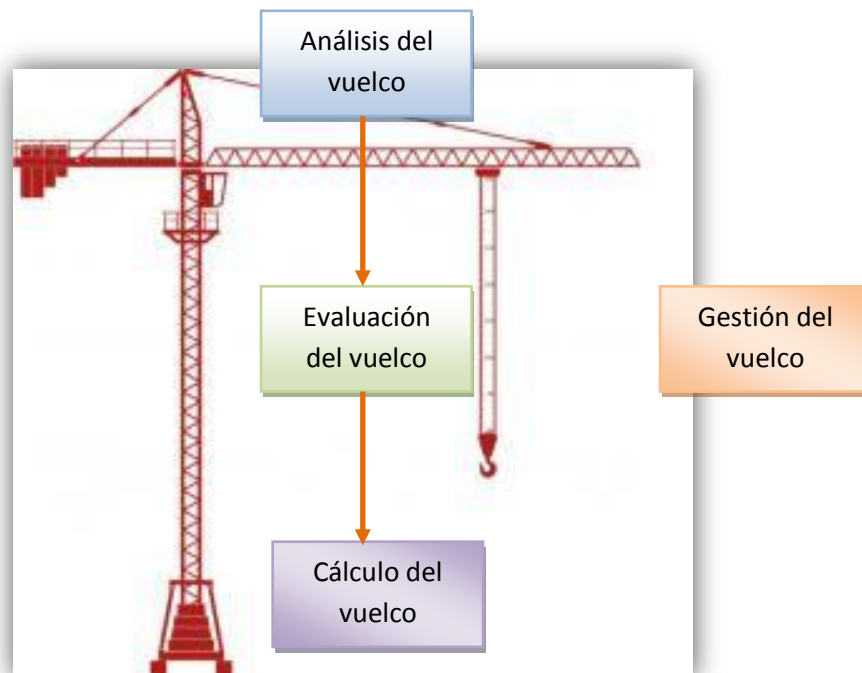 Análisis del
vuelco
Evaluación
del vuelco
Gestión del
vuelco
Cálculo del
vuelco